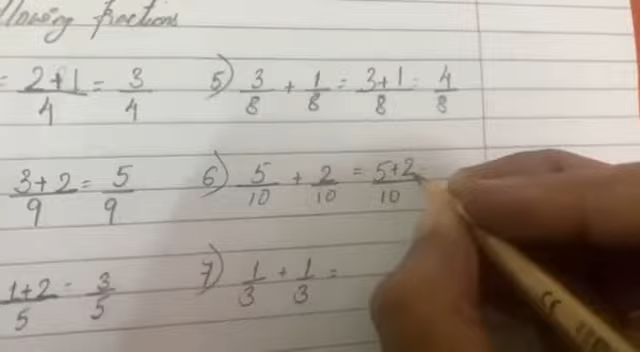 fractions
= 2+1/4 = 3/4 5) 3/8 + 1/8 = 3+1/8 = 4/8
3+2/9 = 5/9 6) 5/10 + 2/10 = 5+2/10
1+2/5 = 3/5 7) 1/3 + 1/3 =
CE